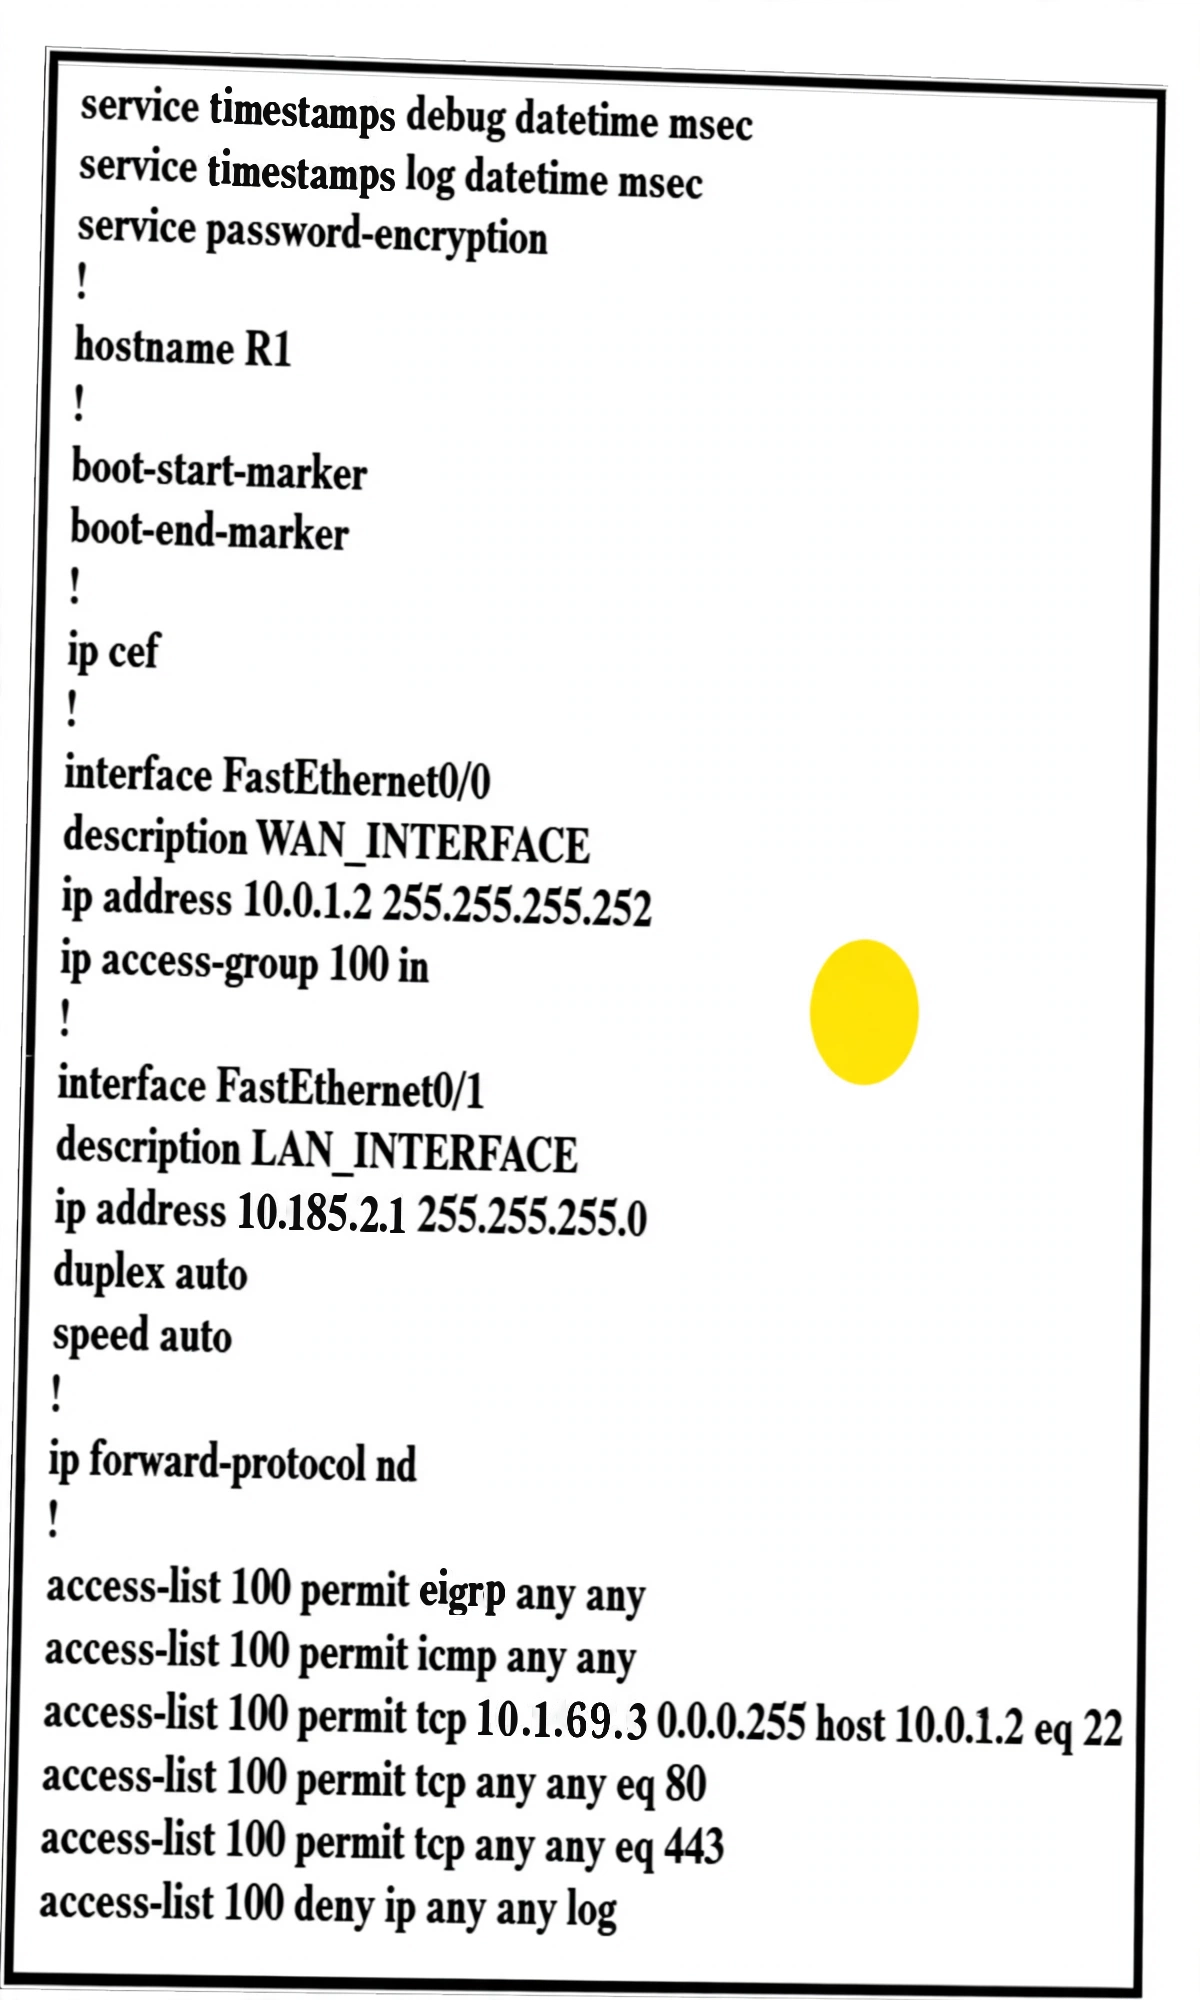 service timestamps debug datetime msec
service timestamps log datetime msec
service password-encryption
!
hostname R1
!
boot-start-marker
boot-end-marker
!
ip cef
!
interface FastEthernet0/0
description WAN_INTERFACE
ip address 10.0.1.2 255.255.255.252
ip access-group 100 in
!
interface FastEthernet0/1
description LAN_INTERFACE
ip address 10.185.2.1 255.255.255.0
duplex auto
speed auto
!
ip forward-protocol nd
!
access-list 100 permit eigrp any any
access-list 100 permit icmp any any
access-list 100 permit tcp 10.1.69.3 0.0.0.255 host 10.0.1.2 eq 22
access-list 100 permit tcp any any eq 80
access-list 100 permit tcp any any eq 443
access-list 100 deny ip any any log